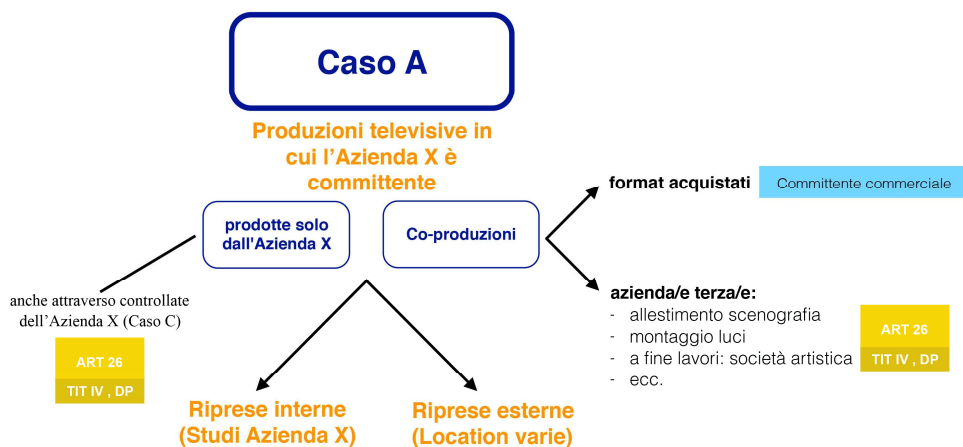 Caso A
Produzioni televisive in
cui l'Azienda X è
committente
prodotte solo
dall'Azienda X
Co-produzioni
format acquistati
Committente commerciale
anche attraverso controllate
dell'Azienda X (Caso C)
ART 26
TIT IV , DP
azienda/e terza/e:
- allestimento scenografia
- montaggio luci
- a fine lavori: società artistica
- ecc.
ART 26
TIT IV , DP
Riprese interne
(Studi Azienda X)
Riprese esterne
(Location varie)